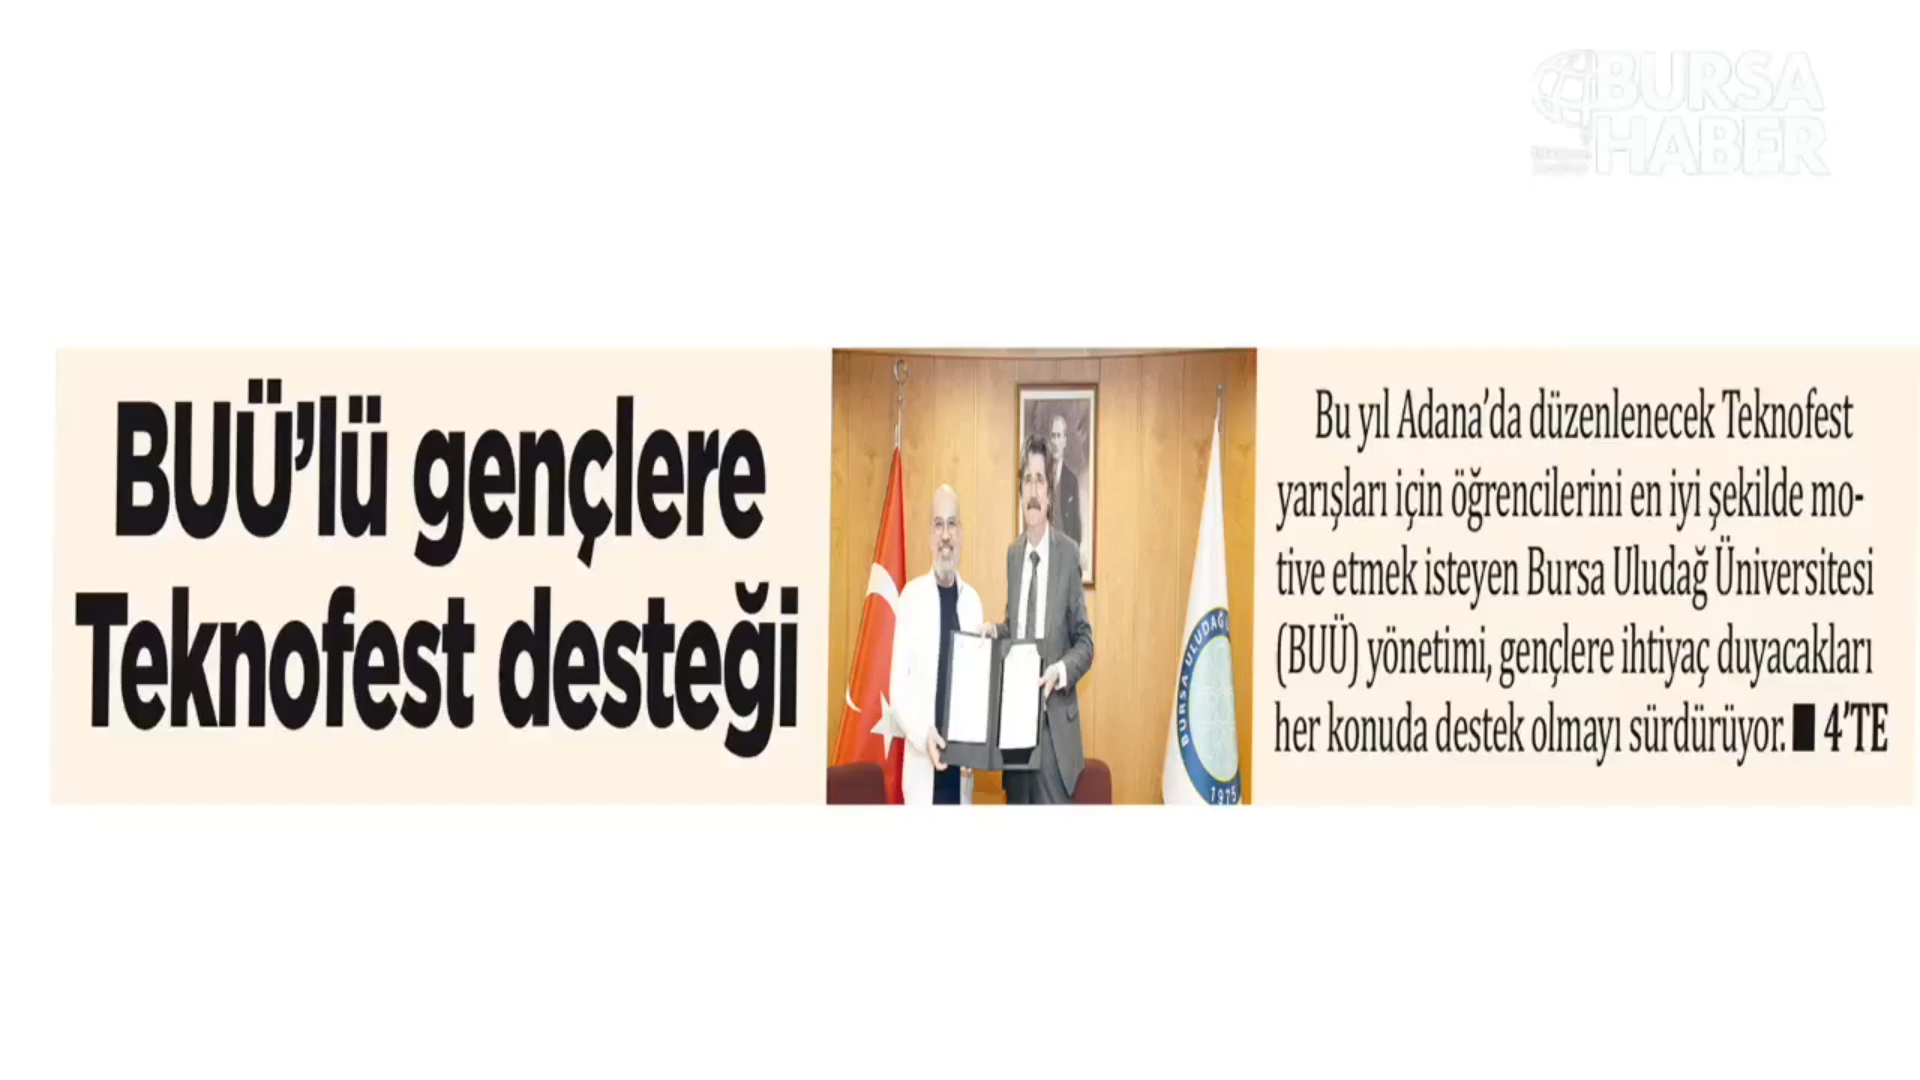 BURSA
HABER
BUÜ'lü gençlere
Teknofest desteği
BURSA ULUDAĞ
1975
Bu yıl Adana'da düzenlenecek Teknofest
yarışları için öğrencilerini en iyi şekilde mo-
tive etmek isteyen Bursa Uludağ Üniversitesi
(BUÜ) yönetimi, gençlere ihtiyaç duyacakları
her konuda destek olmayı sürdürüyor. ■ 4'TE